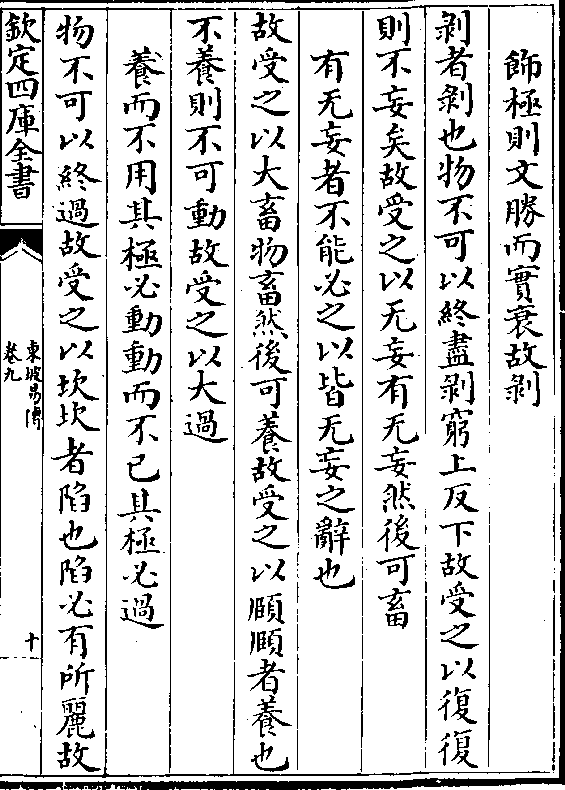 飾極則文勝而實衰故剥
剥者剥也物不可以終盡剥窮上反下故受之以復復
則不妄矣故受之以无妄有无妄然後可畜
有无妄者不能必之以皆无妄之辭也
故受之以大畜物畜然後可養故受之以頤頤者養也
不養則不可動故受之以大過
養而不用其極必動動而不已其極必過
物不可以終過故受之以坎坎者陷也陷必有所麗故
欽定四庫全書
東坡易傳
卷九
十